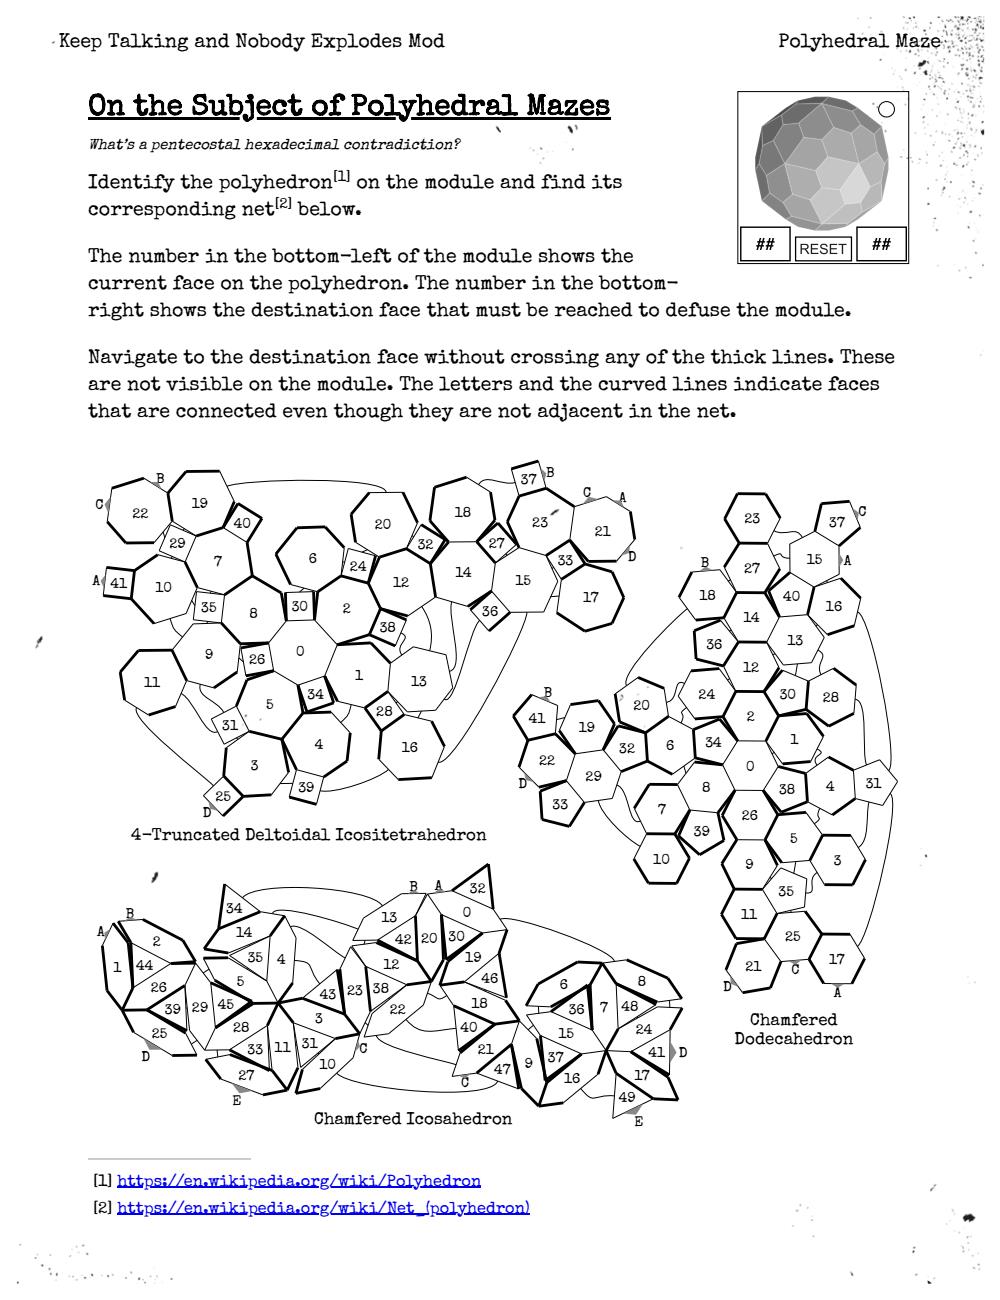 Keep Talking and Nobody Explodes Mod
Polyhedral Maze
On the Subject of Polyhedral Mazes
What's a pentecostal hexadecimal contradiction?
Identify the polyhedron[1] on the module and find its
corresponding net[2] below.
## RESET ##
The number in the bottom-left of the module shows the
current face on the polyhedron. The number in the bottom-
right shows the destination face that must be reached to defuse the module.
Navigate to the destination face without crossing any of the thick lines. These
are not visible on the module. The letters and the curved lines indicate faces
that are connected even though they are not adjacent in the net.
B C 22 19 40 29 7 A 41 10 35 8 6 30 24 2 20 32 12 38
18 37 B 27 23 C A 21 D 33 14 15 36 17
9 26 0 11 5 34 1 13 28 31 4 16 3 39 25 D
4-Truncated Deltoidal Icositetrahedron
23 37 C 27 15 A B 18 40 16 14 13 36 12 24 30 28 2 20
B 41 19 32 6 34 1 22 D 29 0 33 8 38 4 31 7 26 39 5
10 9 3 35 11 25 21 D C 17 A
Chamfered
Dodecahedron
34 B A 2 14 1 44 35 4 26 5 39 29 45 25 28 D 33 11 31 27 E 3 43 10
13 B A 32 0 42 20 30 12 19 23 38 46 22 18 C 40 21 C 47 9
6 8 36 7 48 15 24 37 41 D 16 17 49 E
Chamfered Icosahedron
[1] https://en.wikipedia.org/wiki/Polyhedron
[2] https://en.wikipedia.org/wiki/Net_(polyhedron)